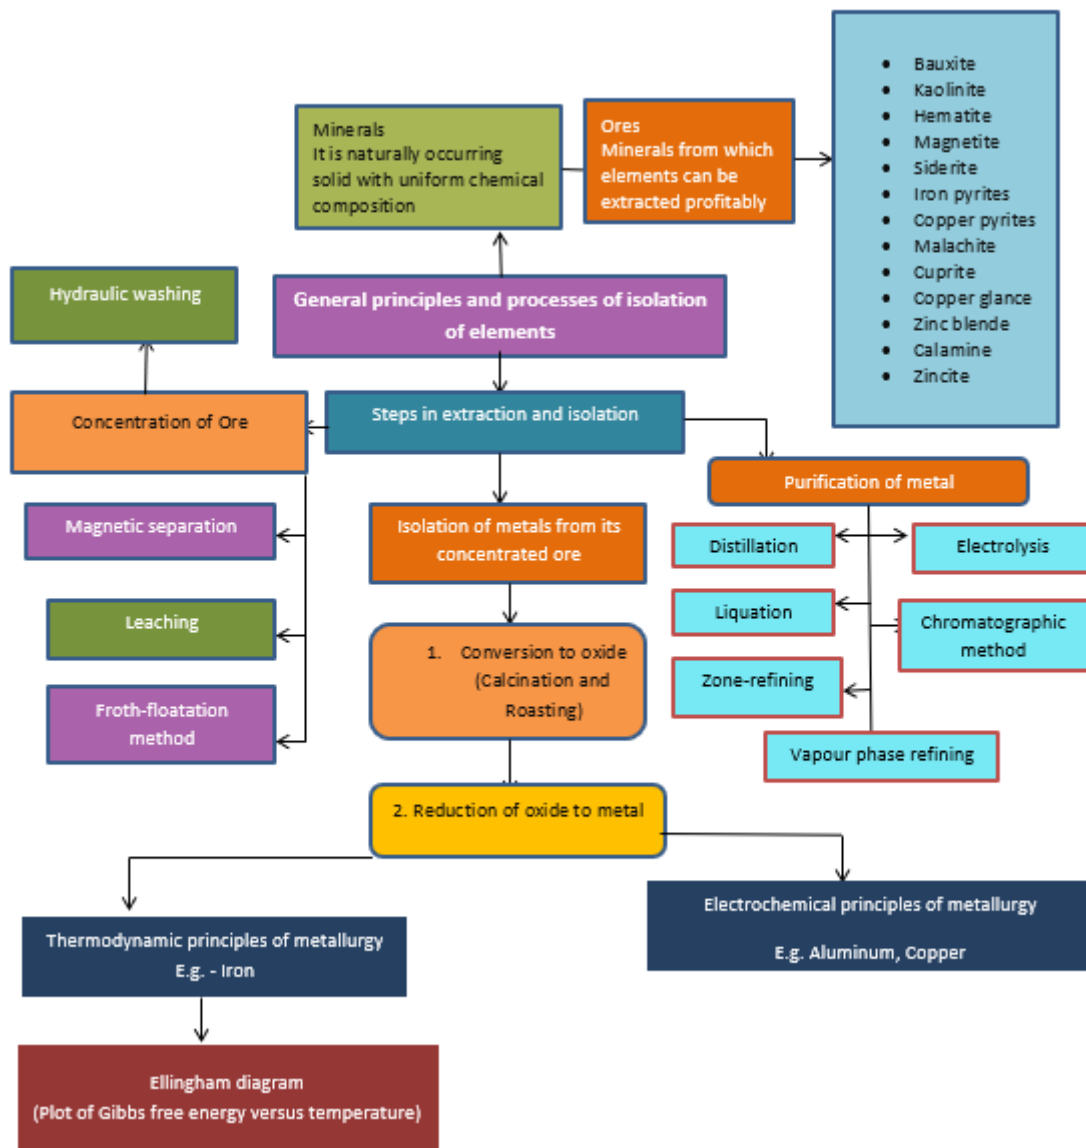 Minerals
It is naturally occurring
solid with uniform chemical
composition
Ores
Minerals from which
elements can be
extracted profitably
• Bauxite
• Kaolinite
• Hematite
• Magnetite
• Siderite
• Iron pyrites
• Copper pyrites
• Malachite
• Cuprite
• Copper glance
• Zinc blende
• Calamine
• Zincite
Hydraulic washing
General principles and processes of isolation
of elements
Concentration of Ore
Steps in extraction and isolation
Purification of metal
Magnetic separation
Isolation of metals from its
concentrated ore
Distillation
Electrolysis
Leaching
Liquation
Chromatographic
method
1. Conversion to oxide
(Calcination and
Roasting)
Zone-refining
Froth-floatation
method
Vapour phase refining
2. Reduction of oxide to metal
Thermodynamic principles of metallurgy
E.g. - Iron
Electrochemical principles of metallurgy
E.g. Aluminum, Copper
Ellingham diagram
(Plot of Gibbs free energy versus temperature)